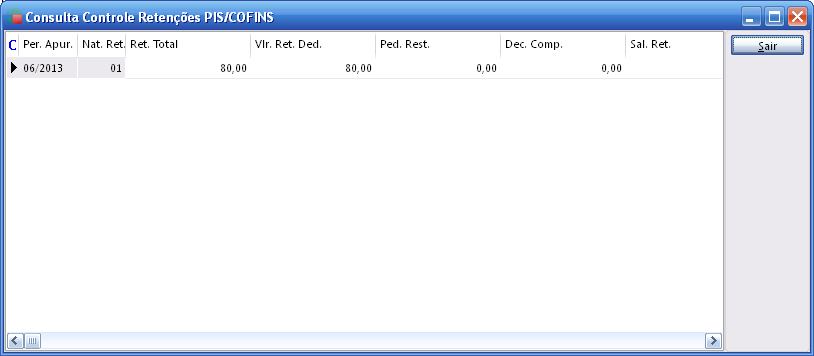 Consulta Controle Retenções PIS/COFINS
C Per. Apur. Nat. Ret. Ret. Total Vlr. Ret. Ded. Ped. Rest. Dec. Comp. Sal. Ret.
06/2013 01 80,00 80,00 0,00 0,00
Sair